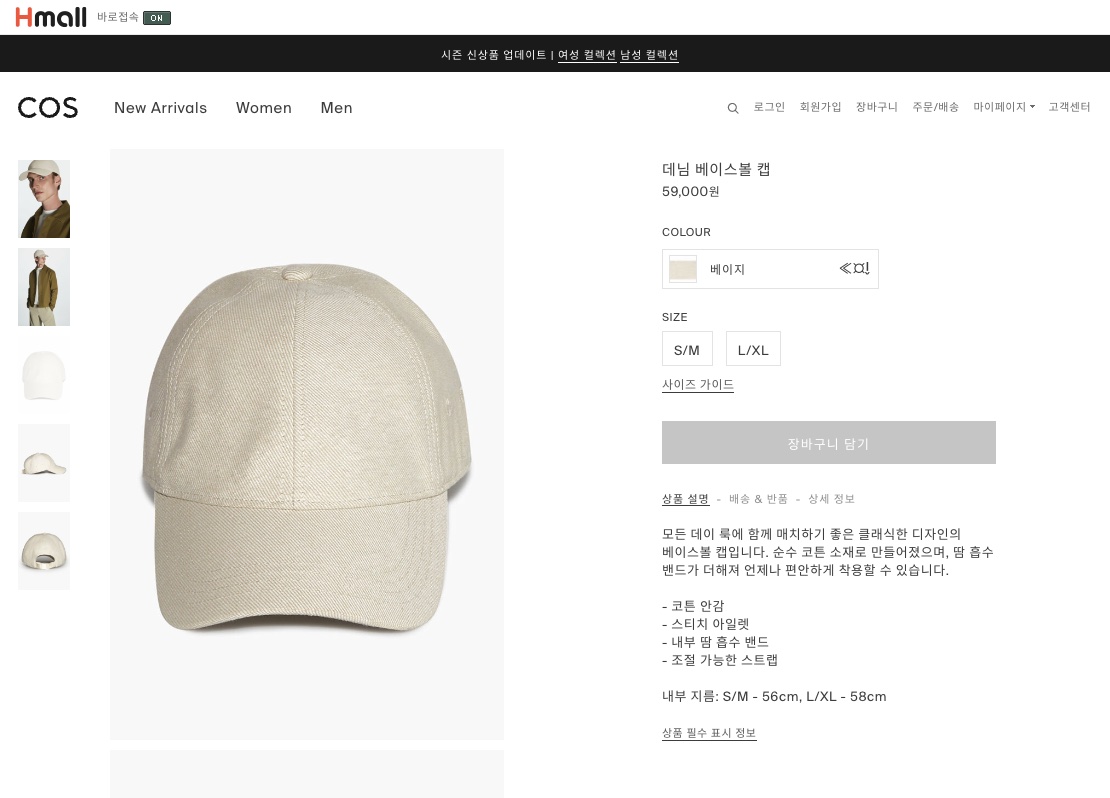 Hmall 바로접속 ON
시즌 신상품 업데이트 | 여성 컬렉션 남성 컬렉션
COS New Arrivals Women Men 로그인 회원가입 장바구니 주문/배송 마이페이지 고객센터
데님 베이스볼 캡
59,000원
COLOUR
베이지
SIZE
S/M L/XL
사이즈 가이드
장바구니 담기
상품 설명 - 배송 & 반품 - 상세 정보
모든 데이 룩에 함께 매치하기 좋은 클래식한 디자인의
베이스볼 캡입니다. 순수 코튼 소재로 만들어졌으며, 땀 흡수
밴드가 더해져 언제나 편안하게 착용할 수 있습니다.
- 코튼 안감
- 스티치 아일렛
- 내부 땀 흡수 밴드
- 조절 가능한 스트랩
내부 지름: S/M - 56cm, L/XL - 58cm
상품 필수 표시 정보